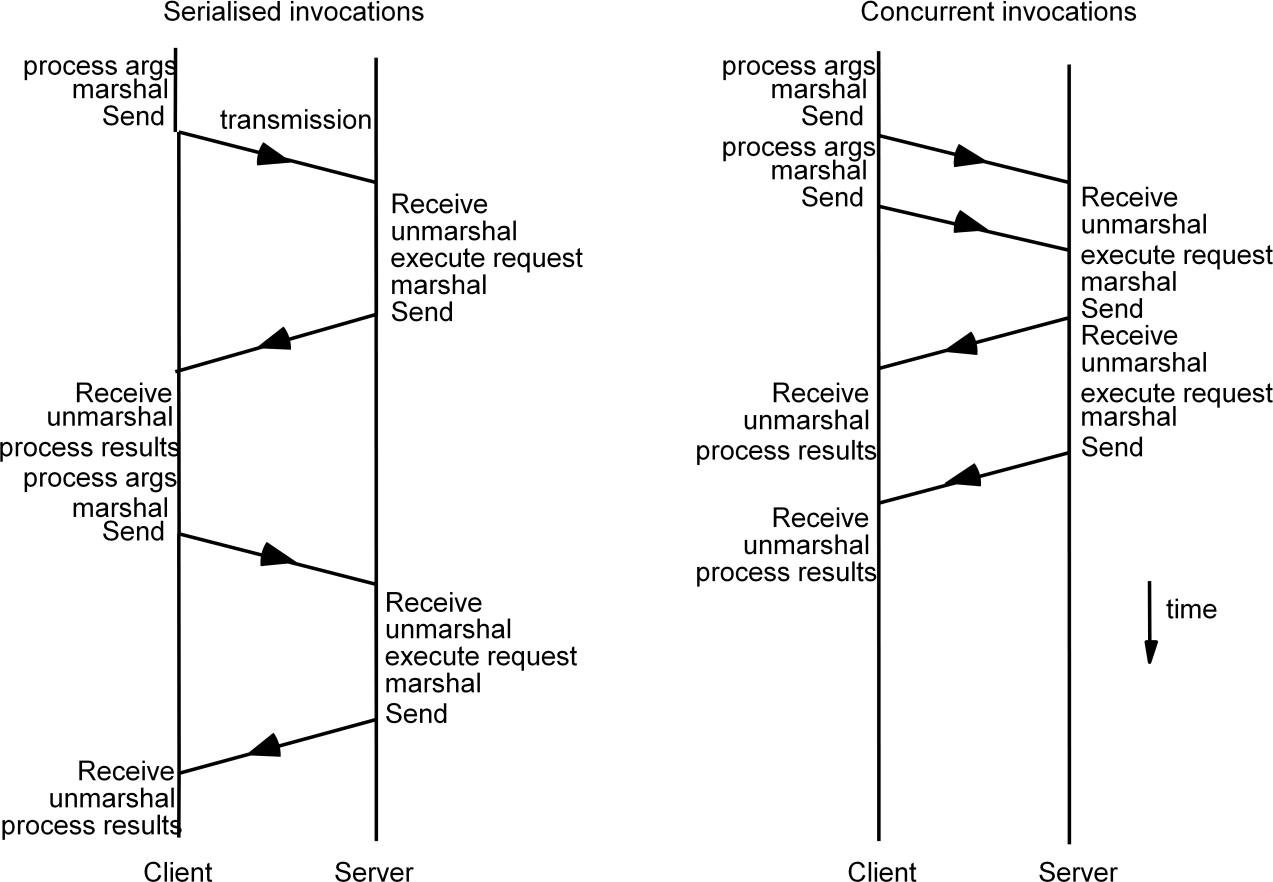 Serialised invocations
process args
marshal
Send
transmission
Receive
unmarshal
execute request
marshal
Send
Receive
unmarshal
process results
process args
marshal
Send
Receive
unmarshal
execute request
marshal
Send
Receive
unmarshal
process results
Client
Server
Concurrent invocations
process args
marshal
Send
process args
marshal
Send
Receive
unmarshal
execute request
marshal
Send
Receive
unmarshal
execute request
marshal
Send
Receive
unmarshal
process results
Receive
unmarshal
process results
time
Client
Server